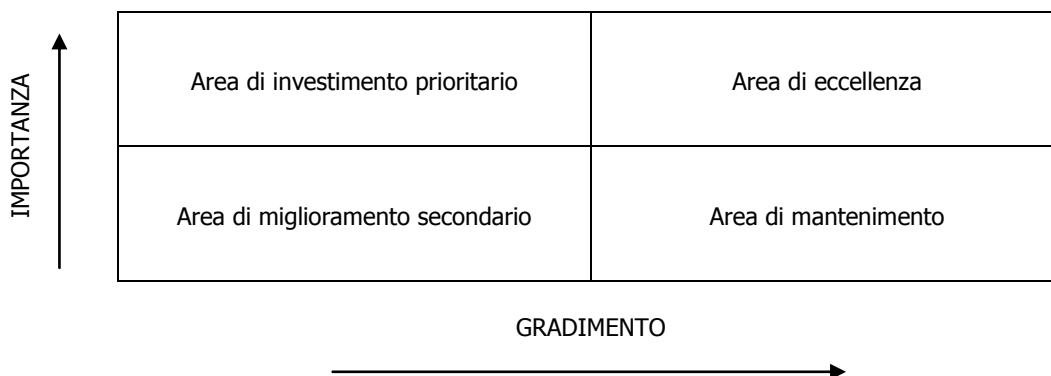 IMPORTANZA
Area di investimento prioritario
Area di eccellenza
Area di miglioramento secondario
Area di mantenimento
GRADIMENTO